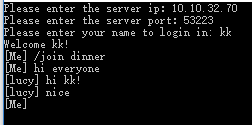 Please enter the server ip: 10.10.32.70
Please enter the server port: 53223
Please enter your name to login in: kk
Welcome kk!
[Me] /join dinner
[Me] hi everyone
[lucy] hi kk!
[lucy] nice
[Me]